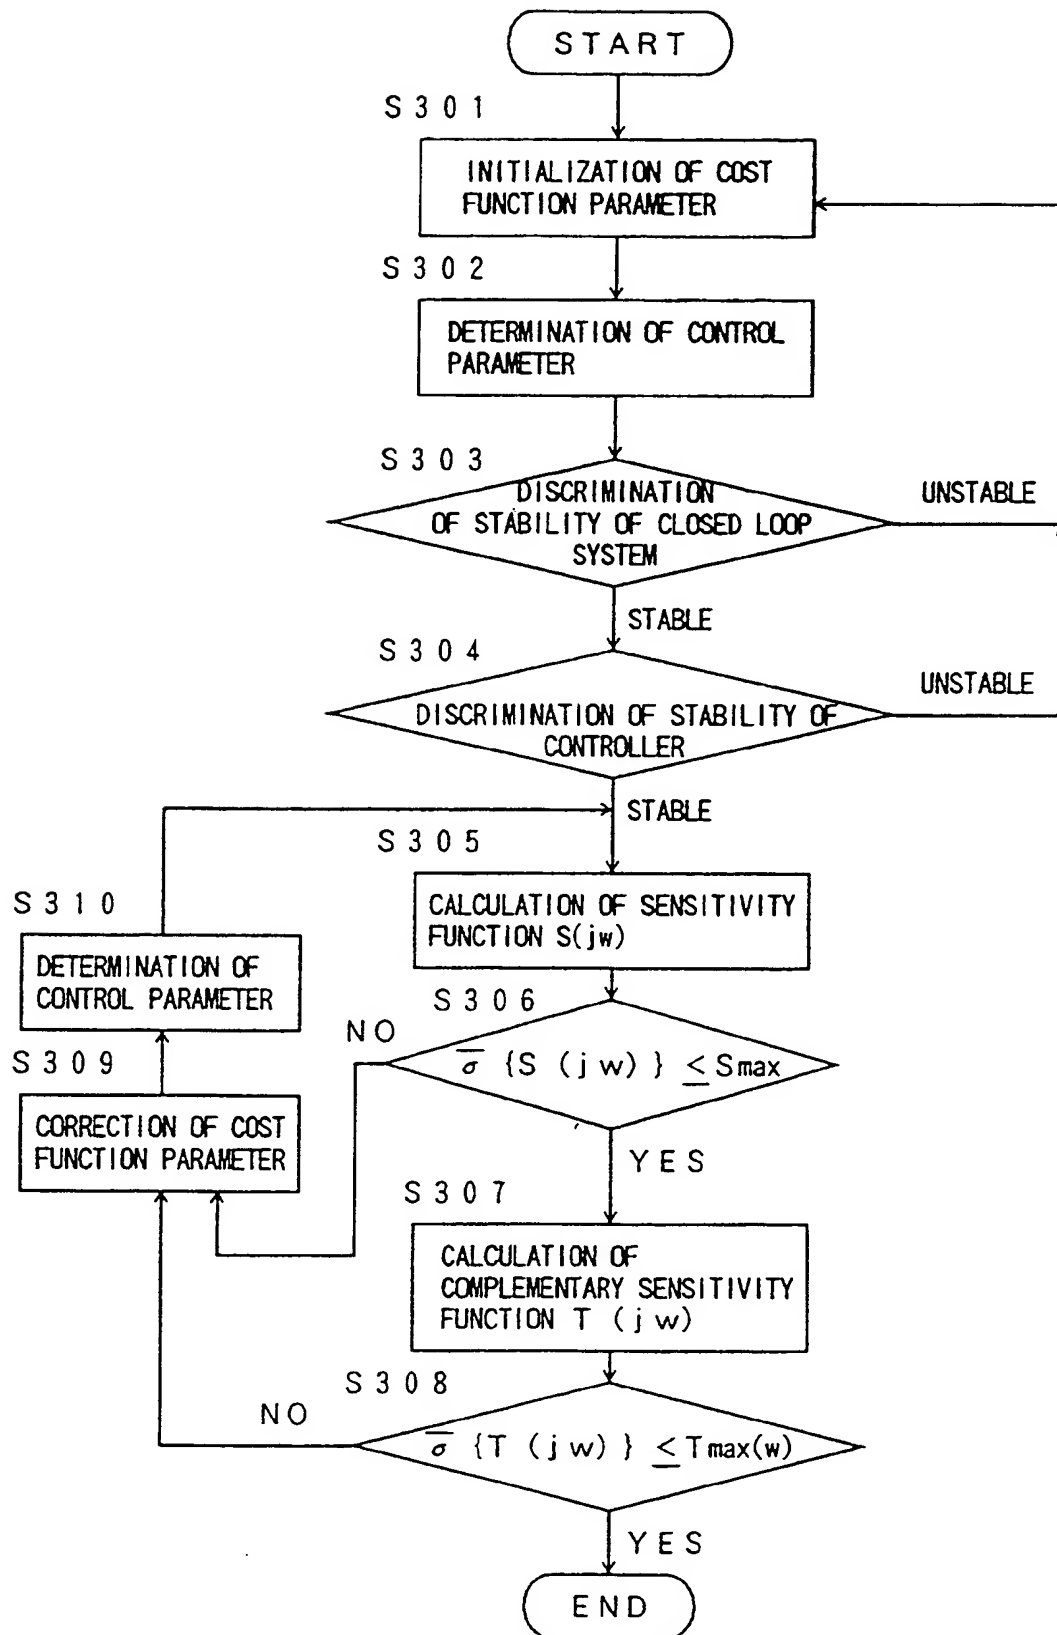 START
S301
INITIALIZATION OF COST
FUNCTION PARAMETER
S302
DETERMINATION OF CONTROL
PARAMETER
S303
DISCRIMINATION
OF STABILITY OF CLOSED LOOP
SYSTEM
UNSTABLE
STABLE
S304
DISCRIMINATION OF STABILITY OF
CONTROLLER
UNSTABLE
STABLE
S305
CALCULATION OF SENSITIVITY
FUNCTION S(jw)
S310
DETERMINATION OF
CONTROL PARAMETER
S306
NO
σ̅ {S (jw)} ≤ Smax
S309
CORRECTION OF COST
FUNCTION PARAMETER
YES
S307
CALCULATION OF
COMPLEMENTARY SENSITIVITY
FUNCTION T (jw)
S308
NO
σ̅ {T (jw)} ≤ Tmax(w)
YES
END